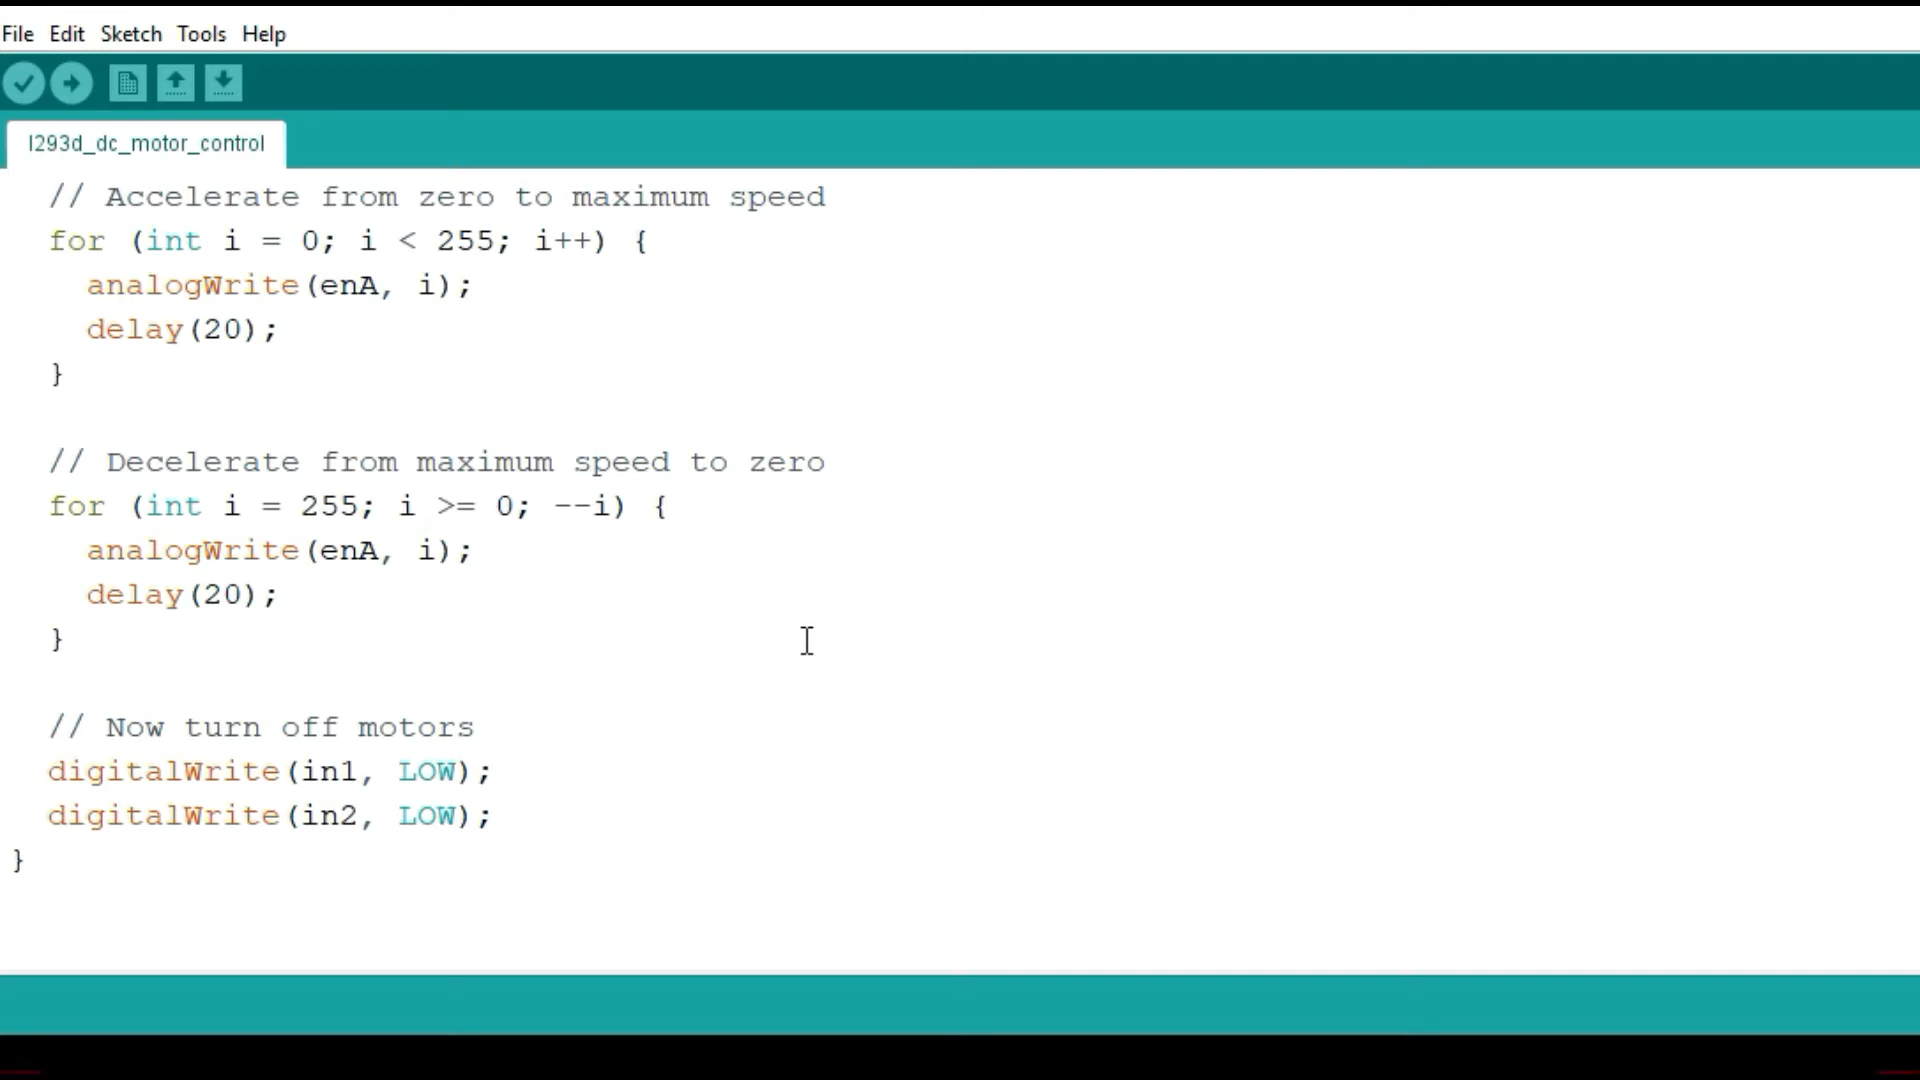 File Edit Sketch Tools Help
l293d_dc_motor_control
// Accelerate from zero to maximum speed
for (int i = 0; i < 255; i++) {
analogWrite(enA, i);
delay(20);
}
// Decelerate from maximum speed to zero
for (int i = 255; i >= 0; --i) {
analogWrite(enA, i);
delay(20);
}
// Now turn off motors
digitalWrite(in1, LOW);
digitalWrite(in2, LOW);
}